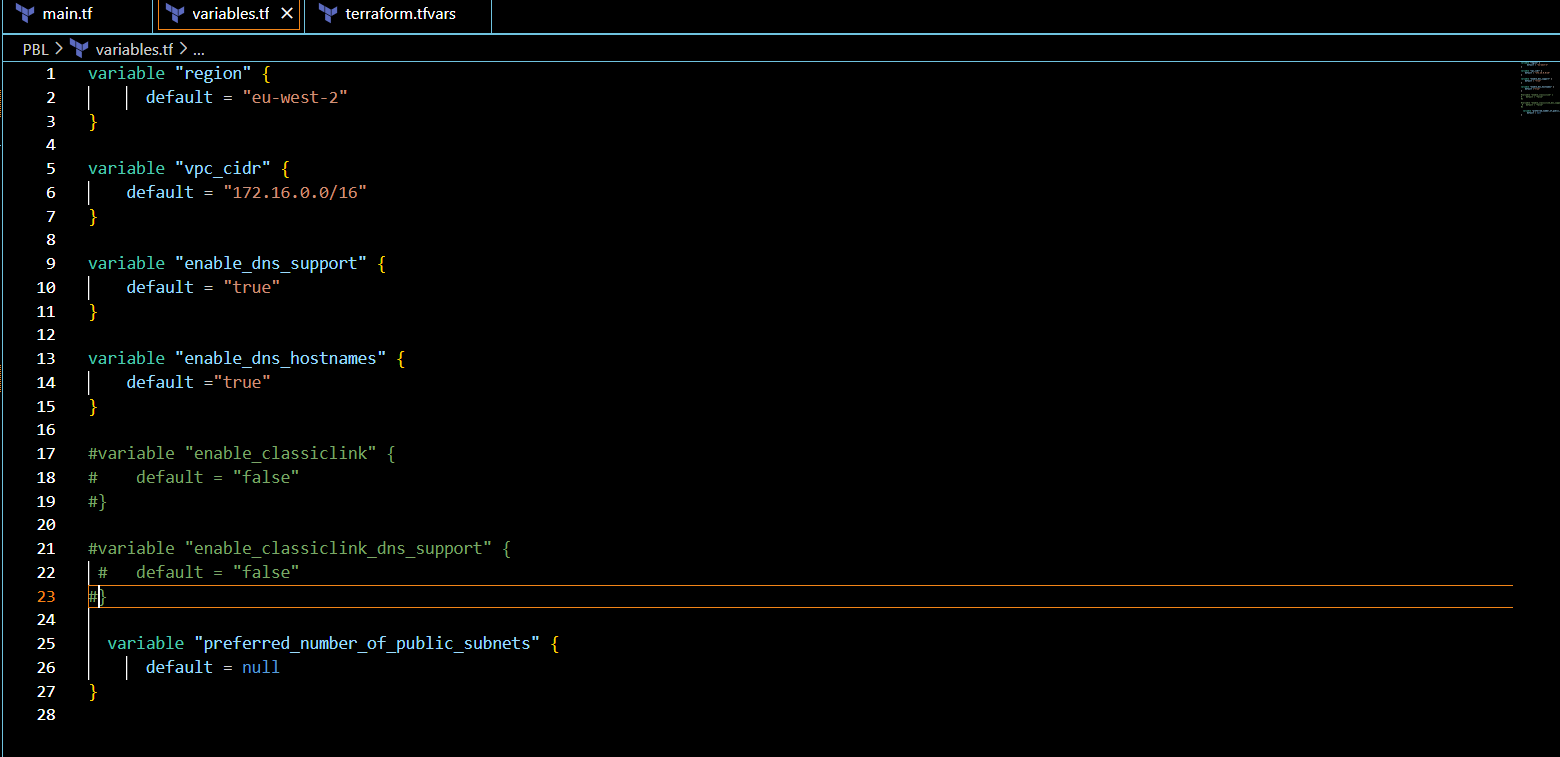 main.tf
variables.tf
terraform.tfvars
PBL > variables.tf > ...
1 variable "region" {
2 default = "eu-west-2"
3 }
4
5 variable "vpc_cidr" {
6 default = "172.16.0.0/16"
7 }
8
9 variable "enable_dns_support" {
10 default = "true"
11 }
12
13 variable "enable_dns_hostnames" {
14 default ="true"
15 }
16
17 #variable "enable_classiclink" {
18 #    default = "false"
19 #}
20
21 #variable "enable_classiclink_dns_support" {
22 #   default = "false"
23 #}
24
25 variable "preferred_number_of_public_subnets" {
26 default = null
27 }
28